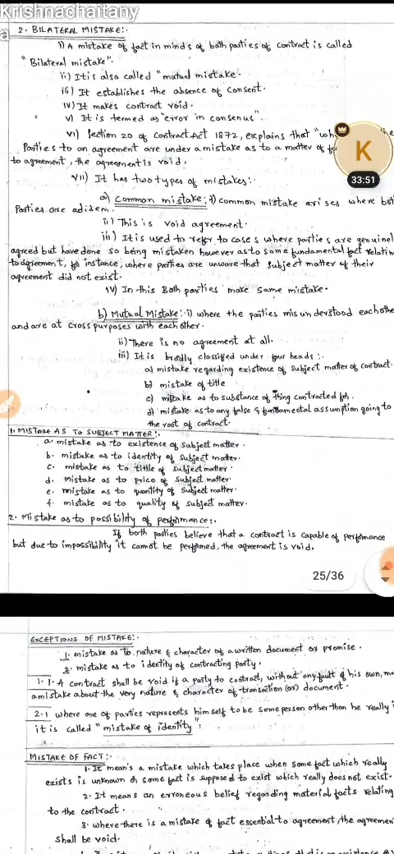 Krishnachaitany
2. BILATERAL MISTAKE:-
i) A mistake of fact in minds of both parties of contract is called
"Bilateral mistake".
ii) It is also called "mutual mistake.
iii) It establishes the absence of consent.
iv) It makes contract void.
v) It is termed as "error in consenus".
vi) Section 20 of contract Act 1872, explains that "wh
Parties to an agreement are under a mistake as to a matter of
to agreement, the agreement is void.
vii) It has two types of mistakes:-
K
33:51
a) Common mistake: i) common mistake arises where bot
Parties are adidem.
ii) This is void agreement.
iii) It is used to refer to cases where parties are genuinel
agreed but have done so being mistaken however as to some fundamental fact relatin
to agreement, for instance, where parties are unware that subject matter of their
agreement did not exist.
iv) In this Both parties make same mistake.
b) Mutual Mistake:- i) where the parties misunderstood eachothe
and are at cross purposes with each other.
ii) There is no agreement at all.
iii) It is brodly classified under four heads:-
a) mistake regarding existence of subject matter of contract.
b) mistake of title
c) mistake as to substance of thing contracted for.
d) mistake as to any false & fundamental assumption going to
the root of contract.
1. MISTAKE AS TO SUBJECT MATTER:-
a. mistake as to existence of subject matter.
b. mistake as to identity of subject matter.
c. mistake as to tittle of subject matter.
d. mistake as to price of subject matter.
e. mistake as to quantity of subject matter.
f. mistake as to quality of subject matter.
2. Mistake as to possibility of performance:-
If both parties believe that a contract is capable of performance
but due to impossibility it cannot be performed, the agreement is void.
25/36
EXCEPTIONS OF MISTAKE:-
1. mistake as to nature & character of a written document or promise.
2. mistake as to identity of contracting party.
1.1. A contract shall be void if a party to contract, without any fault of his own, m
a mistake about the very nature & character of transaction (or) document.
2.1 where one of parties represents himself to be some person other than he really i
it is called "mistake of identity".
MISTAKE OF FACT:-
1. It mean's a mistake which takes place when some fact which really
exists is unknown or some fact is supposed to exist which really does not exist.
2. It means an erroneous belief regarding material facts relating
to the contract.
3. where there is a mistake of fact essential to agreement, the agreemen
shall be void.